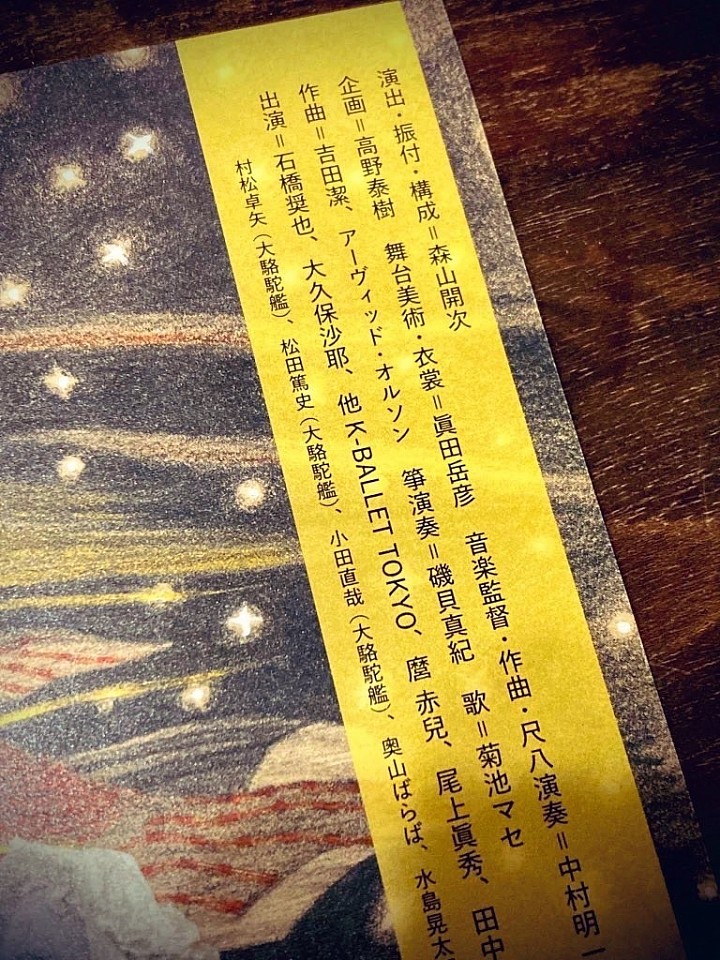 演出・振付・構成＝森山開次
企画＝高野泰樹　舞台美術・衣裳＝眞田岳彦　音楽監督・作曲・尺八演奏＝中村明一
作曲＝吉田潔、アーヴィッド・オルソン　箏演奏＝磯貝真紀　歌＝菊池マセ
出演＝石橋奨也、大久保沙耶、他 K-BALLET TOKYO、麿 赤兒、尾上眞秀、田中
村松卓矢（大駱駝艦）、松田篤史（大駱駝艦）、小田直哉（大駱駝艦）、奥山ばらば、水島晃太